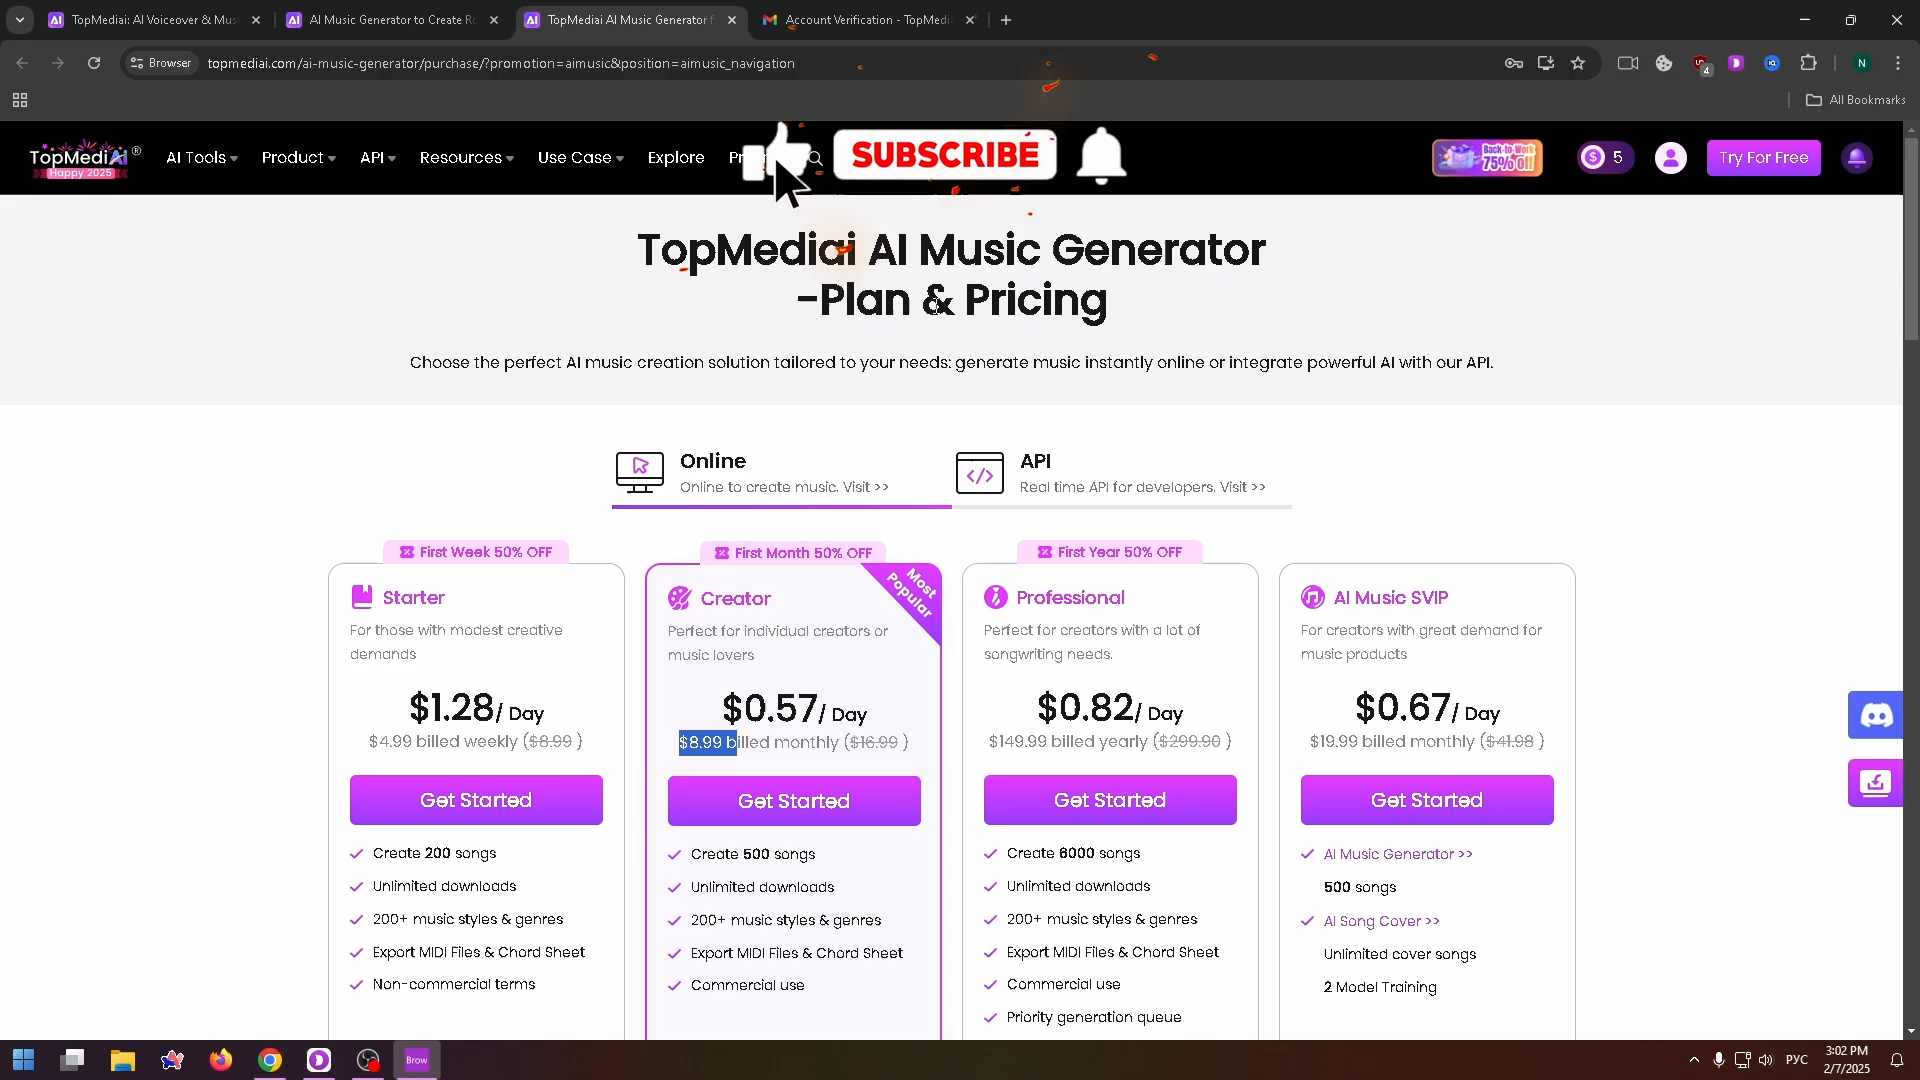 TopMediai: AI Voiceover & Mus
AI Music Generator to Create Ro
TopMediai AI Music Generator f
Account Verification - TopMedi
Browser
topmediai.com/ai-music-generator/purchase/?promotion=aimusic&position=aimusic_navigation
4
N
All Bookmarks
TopMediAi®
Happy 2025
AI Tools
Product
API
Resources
Use Case
Explore
SUBSCRIBE
Back-to-Work
75%Off
5
Try For Free
TopMediai AI Music Generator
-Plan & Pricing
Choose the perfect AI music creation solution tailored to your needs: generate music instantly online or integrate powerful AI with our API.
Online
Online to create music. Visit >>
API
Real time API for developers. Visit >>
First Week 50% OFF
Starter
For those with modest creative
demands
$1.28/ Day
$4.99 billed weekly ($8.99 )
Get Started
Create 200 songs
Unlimited downloads
200+ music styles & genres
Export MIDI Files & Chord Sheet
Non-commercial terms
First Month 50% OFF
Most
Popular
Creator
Perfect for individual creators or
music lovers
$0.57/ Day
$8.99 billed monthly ($16.99 )
Get Started
Create 500 songs
Unlimited downloads
200+ music styles & genres
Export MIDI Files & Chord Sheet
Commercial use
First Year 50% OFF
Professional
Perfect for creators with a lot of
songwriting needs.
$0.82/ Day
$149.99 billed yearly ($299.90 )
Get Started
Create 6000 songs
Unlimited downloads
200+ music styles & genres
Export MIDI Files & Chord Sheet
Commercial use
Priority generation queue
AI Music SVIP
For creators with great demand for
music products
$0.67/ Day
$19.99 billed monthly ($41.98 )
Get Started
AI Music Generator >>
500 songs
AI Song Cover >>
Unlimited cover songs
2 Model Training
Brow
РУС
3:02 PM
2/7/2025